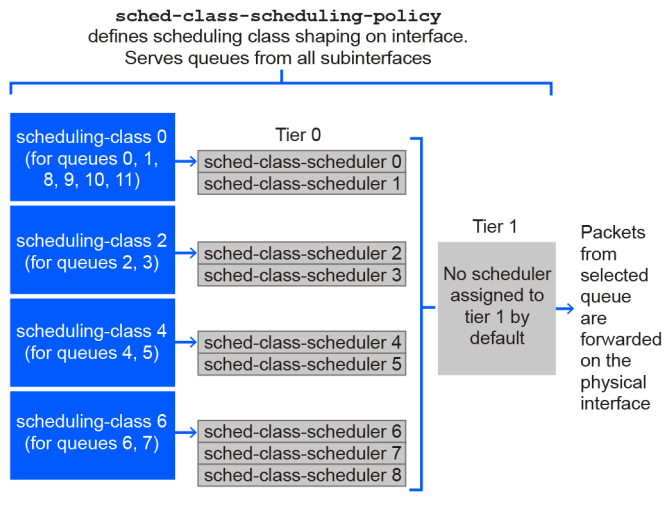 sched-class-scheduling-policy
defines scheduling class shaping on interface.
Serves queues from all subinterfaces
scheduling-class 0
(for queues 0, 1,
8, 9, 10, 11)
Tier 0
sched-class-scheduler 0
sched-class-scheduler 1
scheduling-class 2
(for queues 2, 3)
sched-class-scheduler 2
sched-class-scheduler 3
scheduling-class 4
(for queues 4, 5)
sched-class-scheduler 4
sched-class-scheduler 5
scheduling-class 6
(for queues 6, 7)
sched-class-scheduler 6
sched-class-scheduler 7
sched-class-scheduler 8
Tier 1
No scheduler
assigned to
tier 1 by
default
Packets
from
selected
queue
are
forwarded
on the
physical
interface